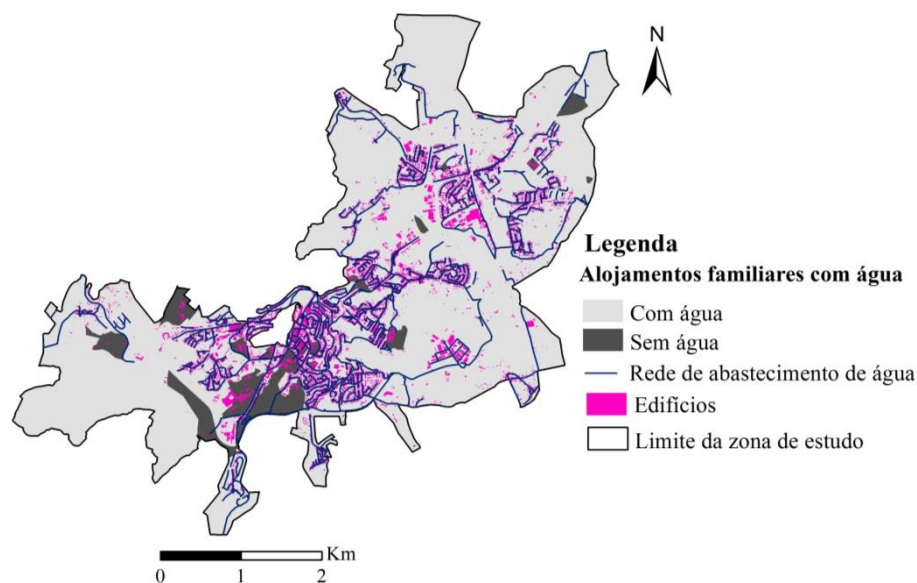 N
Legenda
Alojamentos familiares com água
Com água
Sem água
Rede de abastecimento de água
Edifícios
Limite da zona de estudo
Km
0 1 2